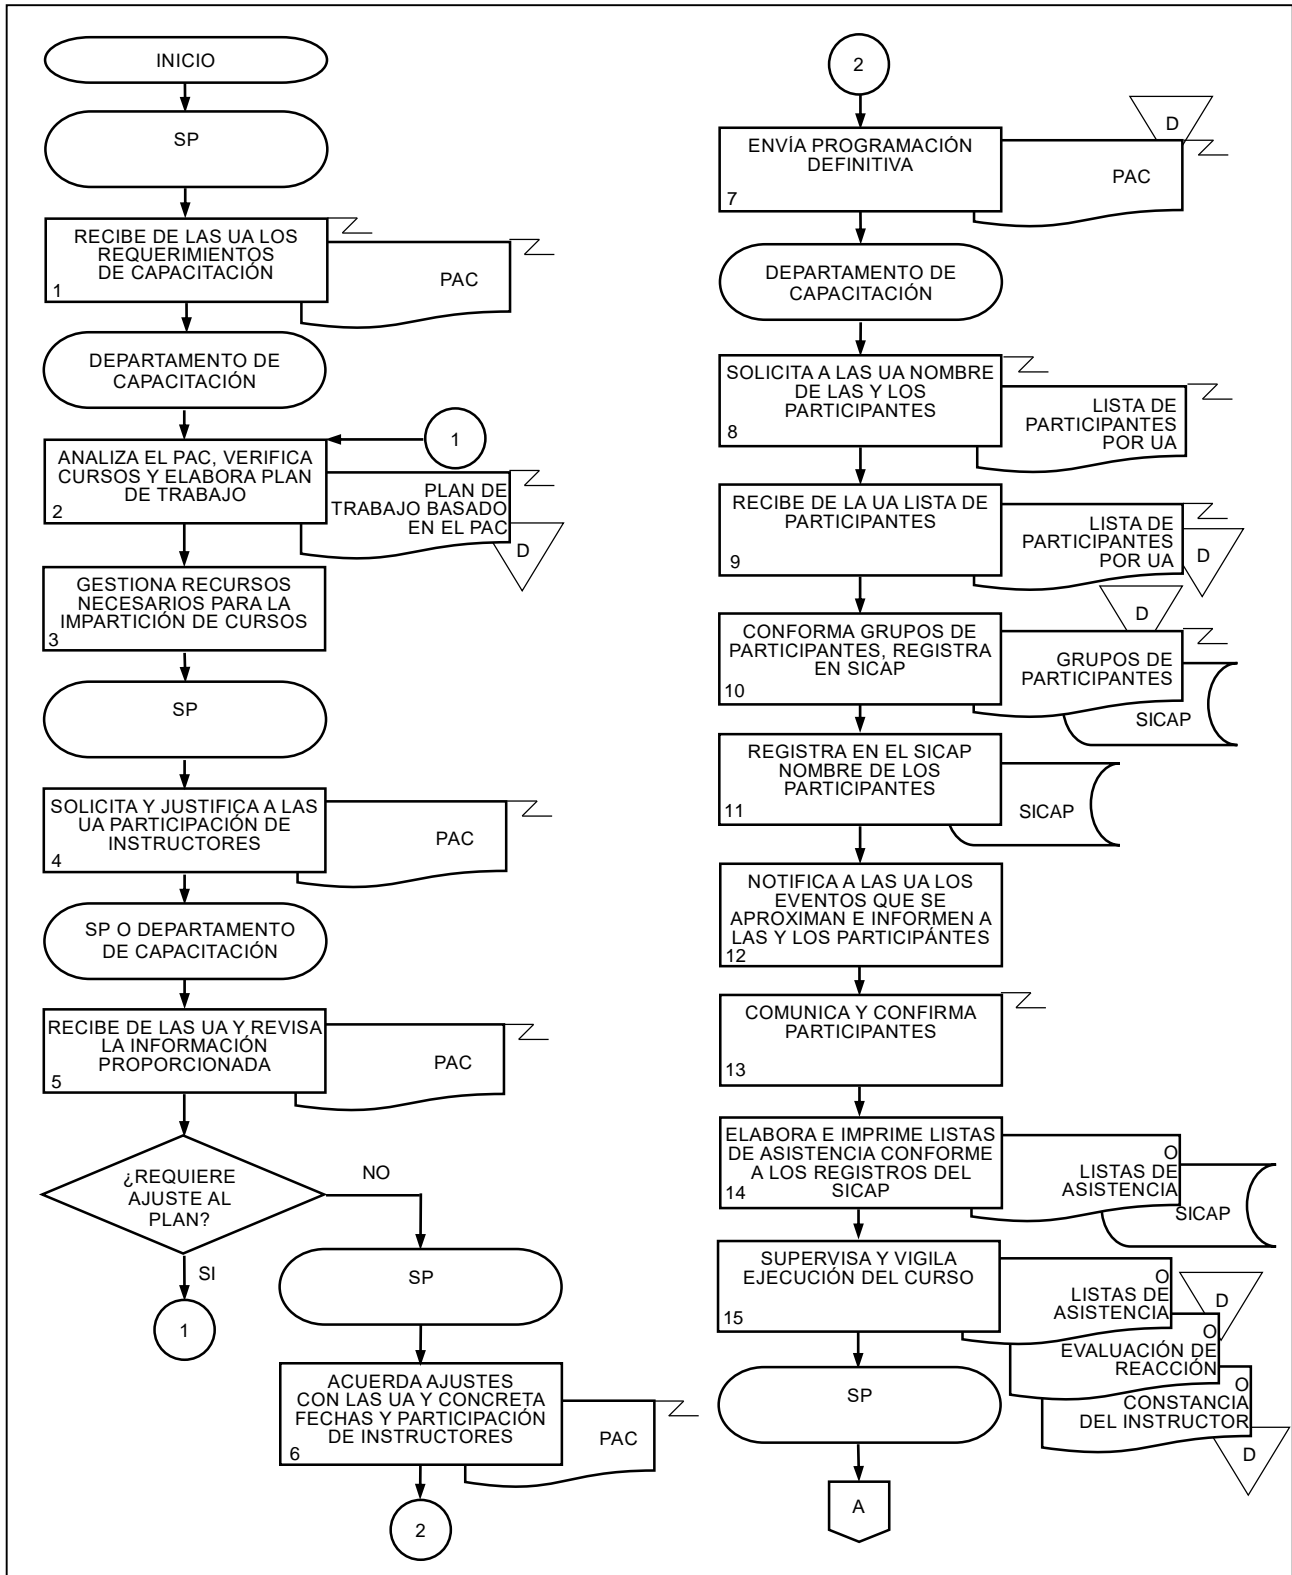 INICIO
SP
RECIBE DE LAS UA LOS
REQUERIMIENTOS
DE CAPACITACIÓN
1
PAC
DEPARTAMENTO DE
CAPACITACIÓN
1
ANALIZA EL PAC, VERIFICA
CURSOS Y ELABORA PLAN
DE TRABAJO
2
PLAN DE
TRABAJO BASADO
EN EL PAC
D
GESTIONA RECURSOS
NECESARIOS PARA LA
IMPARTICIÓN DE CURSOS
3
SP
SOLICITA Y JUSTIFICA A LAS
UA PARTICIPACIÓN DE
INSTRUCTORES
4
PAC
SP O DEPARTAMENTO
DE CAPACITACIÓN
RECIBE DE LAS UA Y REVISA
LA INFORMACIÓN
PROPORCIONADA
5
PAC
¿REQUIERE
AJUSTE AL
PLAN?
NO
SI
1
SP
ACUERDA AJUSTES
CON LAS UA Y CONCRETA
FECHAS Y PARTICIPACIÓN
DE INSTRUCTORES
6
PAC
2
2
ENVÍA PROGRAMACIÓN
DEFINITIVA
7
D
PAC
DEPARTAMENTO DE
CAPACITACIÓN
SOLICITA A LAS UA NOMBRE
DE LAS Y LOS
PARTICIPANTES
8
LISTA DE
PARTICIPANTES
POR UA
RECIBE DE LA UA LISTA DE
PARTICIPANTES
9
LISTA DE
PARTICIPANTES
POR UA
D
CONFORMA GRUPOS DE
PARTICIPANTES, REGISTRA
EN SICAP
10
D
GRUPOS DE
PARTICIPANTES
SICAP
REGISTRA EN EL SICAP
NOMBRE DE LOS
PARTICIPANTES
11
SICAP
NOTIFICA A LAS UA LOS
EVENTOS QUE SE
APROXIMAN E INFORMEN A
LAS Y LOS PARTICIPÁNTES
12
COMUNICA Y CONFIRMA
PARTICIPANTES
13
ELABORA E IMPRIME LISTAS
DE ASISTENCIA CONFORME
A LOS REGISTROS DEL
SICAP
14
O
LISTAS DE
ASISTENCIA
SICAP
SUPERVISA Y VIGILA
EJECUCIÓN DEL CURSO
15
O
LISTAS DE
ASISTENCIA
D
O
EVALUACIÓN DE
REACCIÓN
O
CONSTANCIA
DEL INSTRUCTOR
D
SP
A